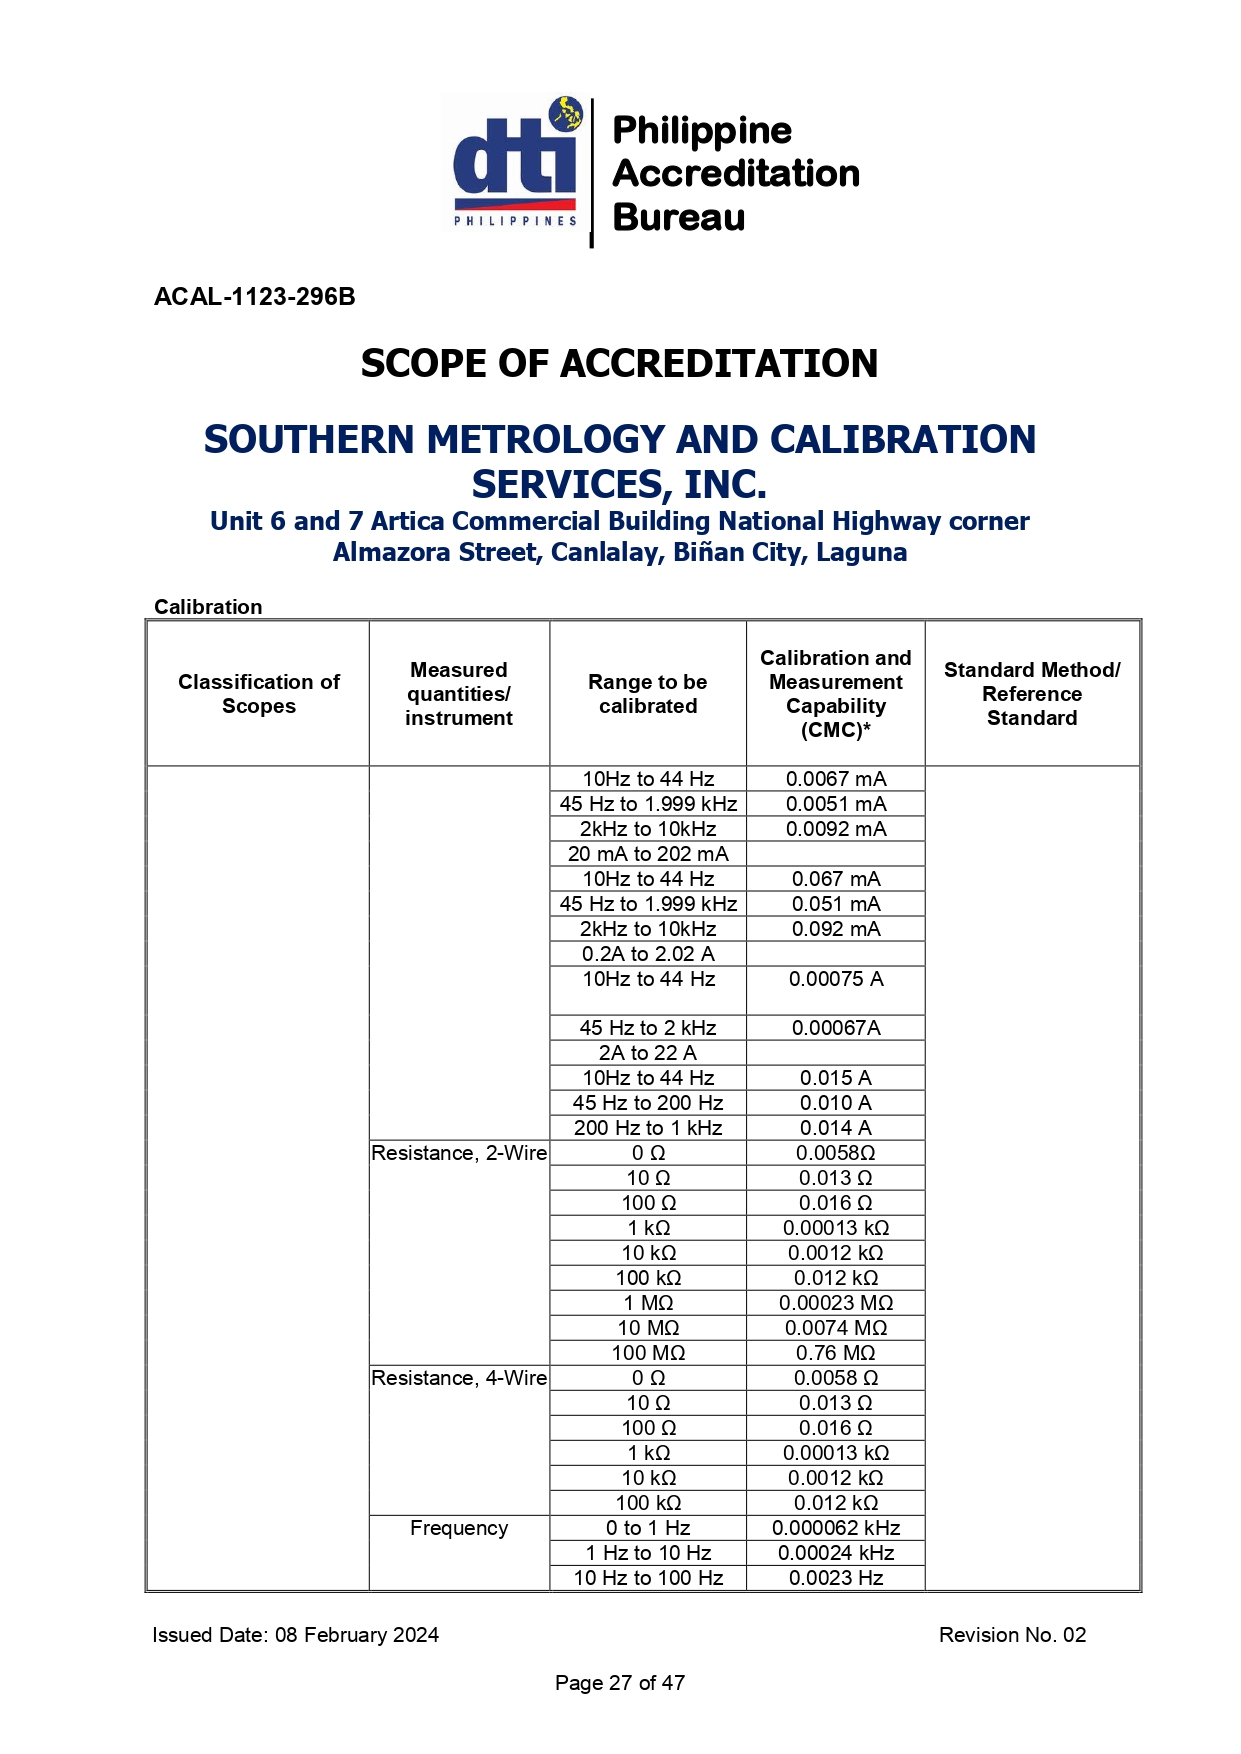 dti
PHILIPPINES
Philippine
Accreditation
Bureau
ACAL-1123-296B
SCOPE OF ACCREDITATION
SOUTHERN METROLOGY AND CALIBRATION
SERVICES, INC.
Unit 6 and 7 Artica Commercial Building National Highway corner
Almazora Street, Canlalay, Biñan City, Laguna
Calibration
Classification of
Scopes
Measured
quantities/
instrument
Range to be
calibrated
Calibration and
Measurement
Capability
(CMC)*
Standard Method/
Reference
Standard
10Hz to 44 Hz 0.0067 mA
45 Hz to 1.999 kHz 0.0051 mA
2kHz to 10kHz 0.0092 mA
20 mA to 202 mA
10Hz to 44 Hz 0.067 mA
45 Hz to 1.999 kHz 0.051 mA
2kHz to 10kHz 0.092 mA
0.2A to 2.02 A
10Hz to 44 Hz 0.00075 A
45 Hz to 2 kHz 0.00067A
2A to 22 A
10Hz to 44 Hz 0.015 A
45 Hz to 200 Hz 0.010 A
200 Hz to 1 kHz 0.014 A
Resistance, 2-Wire 0 Ω 0.0058Ω
10 Ω 0.013 Ω
100 Ω 0.016 Ω
1 kΩ 0.00013 kΩ
10 kΩ 0.0012 kΩ
100 kΩ 0.012 kΩ
1 MΩ 0.00023 MΩ
10 MΩ 0.0074 MΩ
100 MΩ 0.76 MΩ
Resistance, 4-Wire 0 Ω 0.0058 Ω
10 Ω 0.013 Ω
100 Ω 0.016 Ω
1 kΩ 0.00013 kΩ
10 kΩ 0.0012 kΩ
100 kΩ 0.012 kΩ
Frequency 0 to 1 Hz 0.000062 kHz
1 Hz to 10 Hz 0.00024 kHz
10 Hz to 100 Hz 0.0023 Hz
Issued Date: 08 February 2024 Revision No. 02
Page 27 of 47